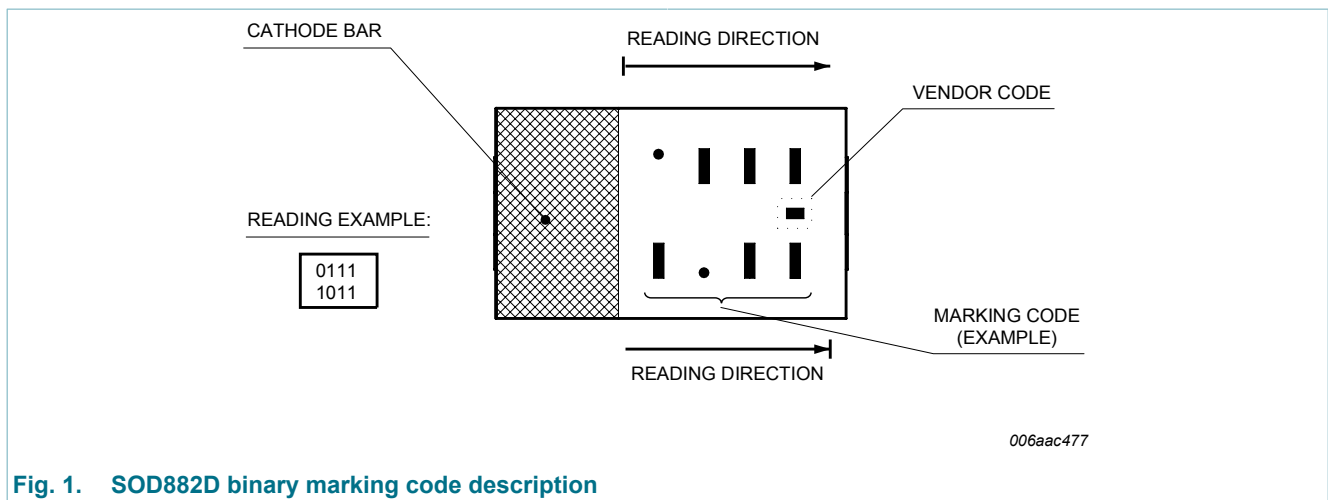 CATHODE BAR
READING DIRECTION
VENDOR CODE
READING EXAMPLE:
0111
1011
MARKING CODE
(EXAMPLE)
READING DIRECTION
006aac477
Fig. 1. SOD882D binary marking code description